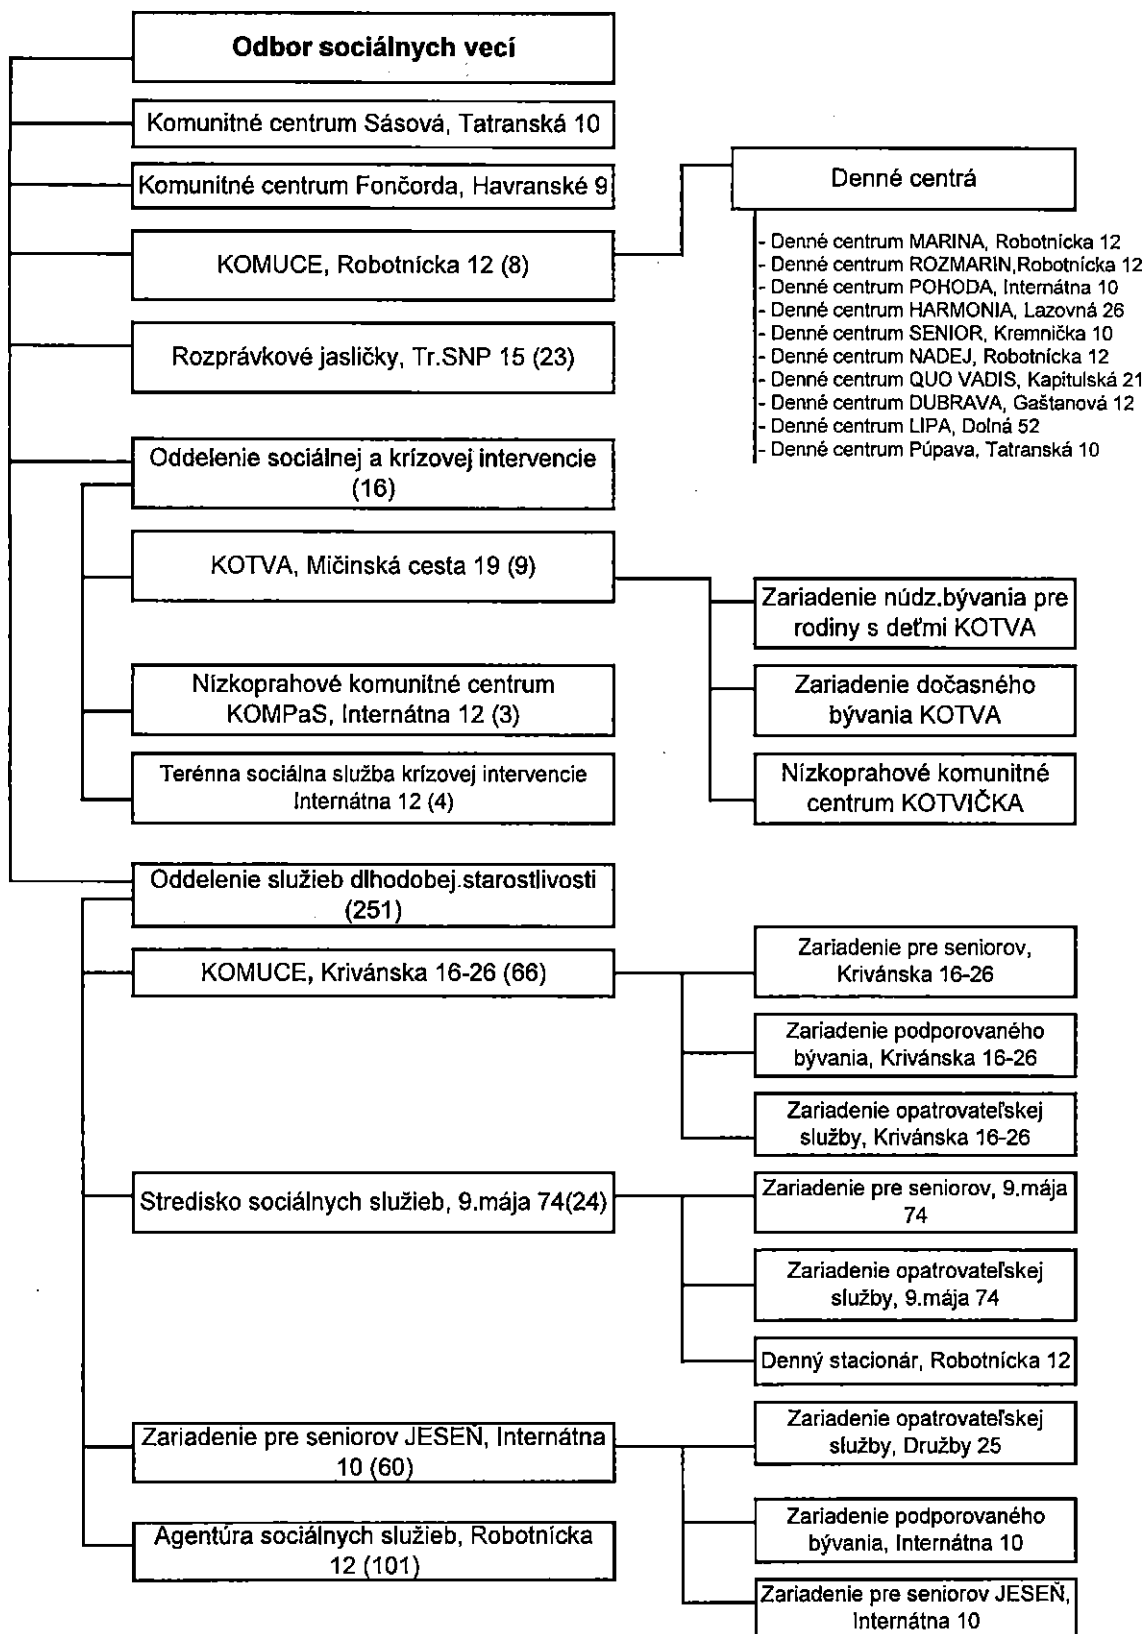 Odbor sociálnych vecí
Komunitné centrum Sásová, Tatranská 10
Komunitné centrum Fončorda, Havranské 9
KOMUCE, Robotnícka 12 (8)
Denné centrá
- Denné centrum MARINA, Robotnícka 12
- Denné centrum ROZMARIN,Robotnícka 12
- Denné centrum POHODA, Internátna 10
- Denné centrum HARMONIA, Lazovná 26
- Denné centrum SENIOR, Kremnička 10
- Denné centrum NADEJ, Robotnícka 12
- Denné centrum QUO VADIS, Kapitulská 21
- Denné centrum DUBRAVA, Gaštanová 12
- Denné centrum LIPA, Dolná 52
- Denné centrum Púpava, Tatranská 10
Rozprávkové jasličky, Tr.SNP 15 (23)
Oddelenie sociálnej a krízovej intervencie
(16)
KOTVA, Mičinská cesta 19 (9)
Zariadenie núdz.bývania pre
rodiny s deťmi KOTVA
Zariadenie dočasného
bývania KOTVA
Nízkoprahové komunitné
centrum KOTVIČKA
Nízkoprahové komunitné centrum
KOMPaS, Internátna 12 (3)
Terénna sociálna služba krízovej intervencie
Internátna 12 (4)
Oddelenie služieb dlhodobej.starostlivosti
(251)
KOMUCE, Krivánska 16-26 (66)
Zariadenie pre seniorov,
Krivánska 16-26
Zariadenie podporovaného
bývania, Krivánska 16-26
Zariadenie opatrovateľskej
služby, Krivánska 16-26
Stredisko sociálnych služieb, 9.mája 74(24)
Zariadenie pre seniorov, 9.mája
74
Zariadenie opatrovateľskej
služby, 9.mája 74
Denný stacionár, Robotnícka 12
Zariadenie pre seniorov JESEŇ, Internátna
10 (60)
Zariadenie opatrovateľskej
služby, Družby 25
Zariadenie podporovaného
bývania, Internátna 10
Zariadenie pre seniorov JESEŇ,
Internátna 10
Agentúra sociálnych služieb, Robotnícka
12 (101)